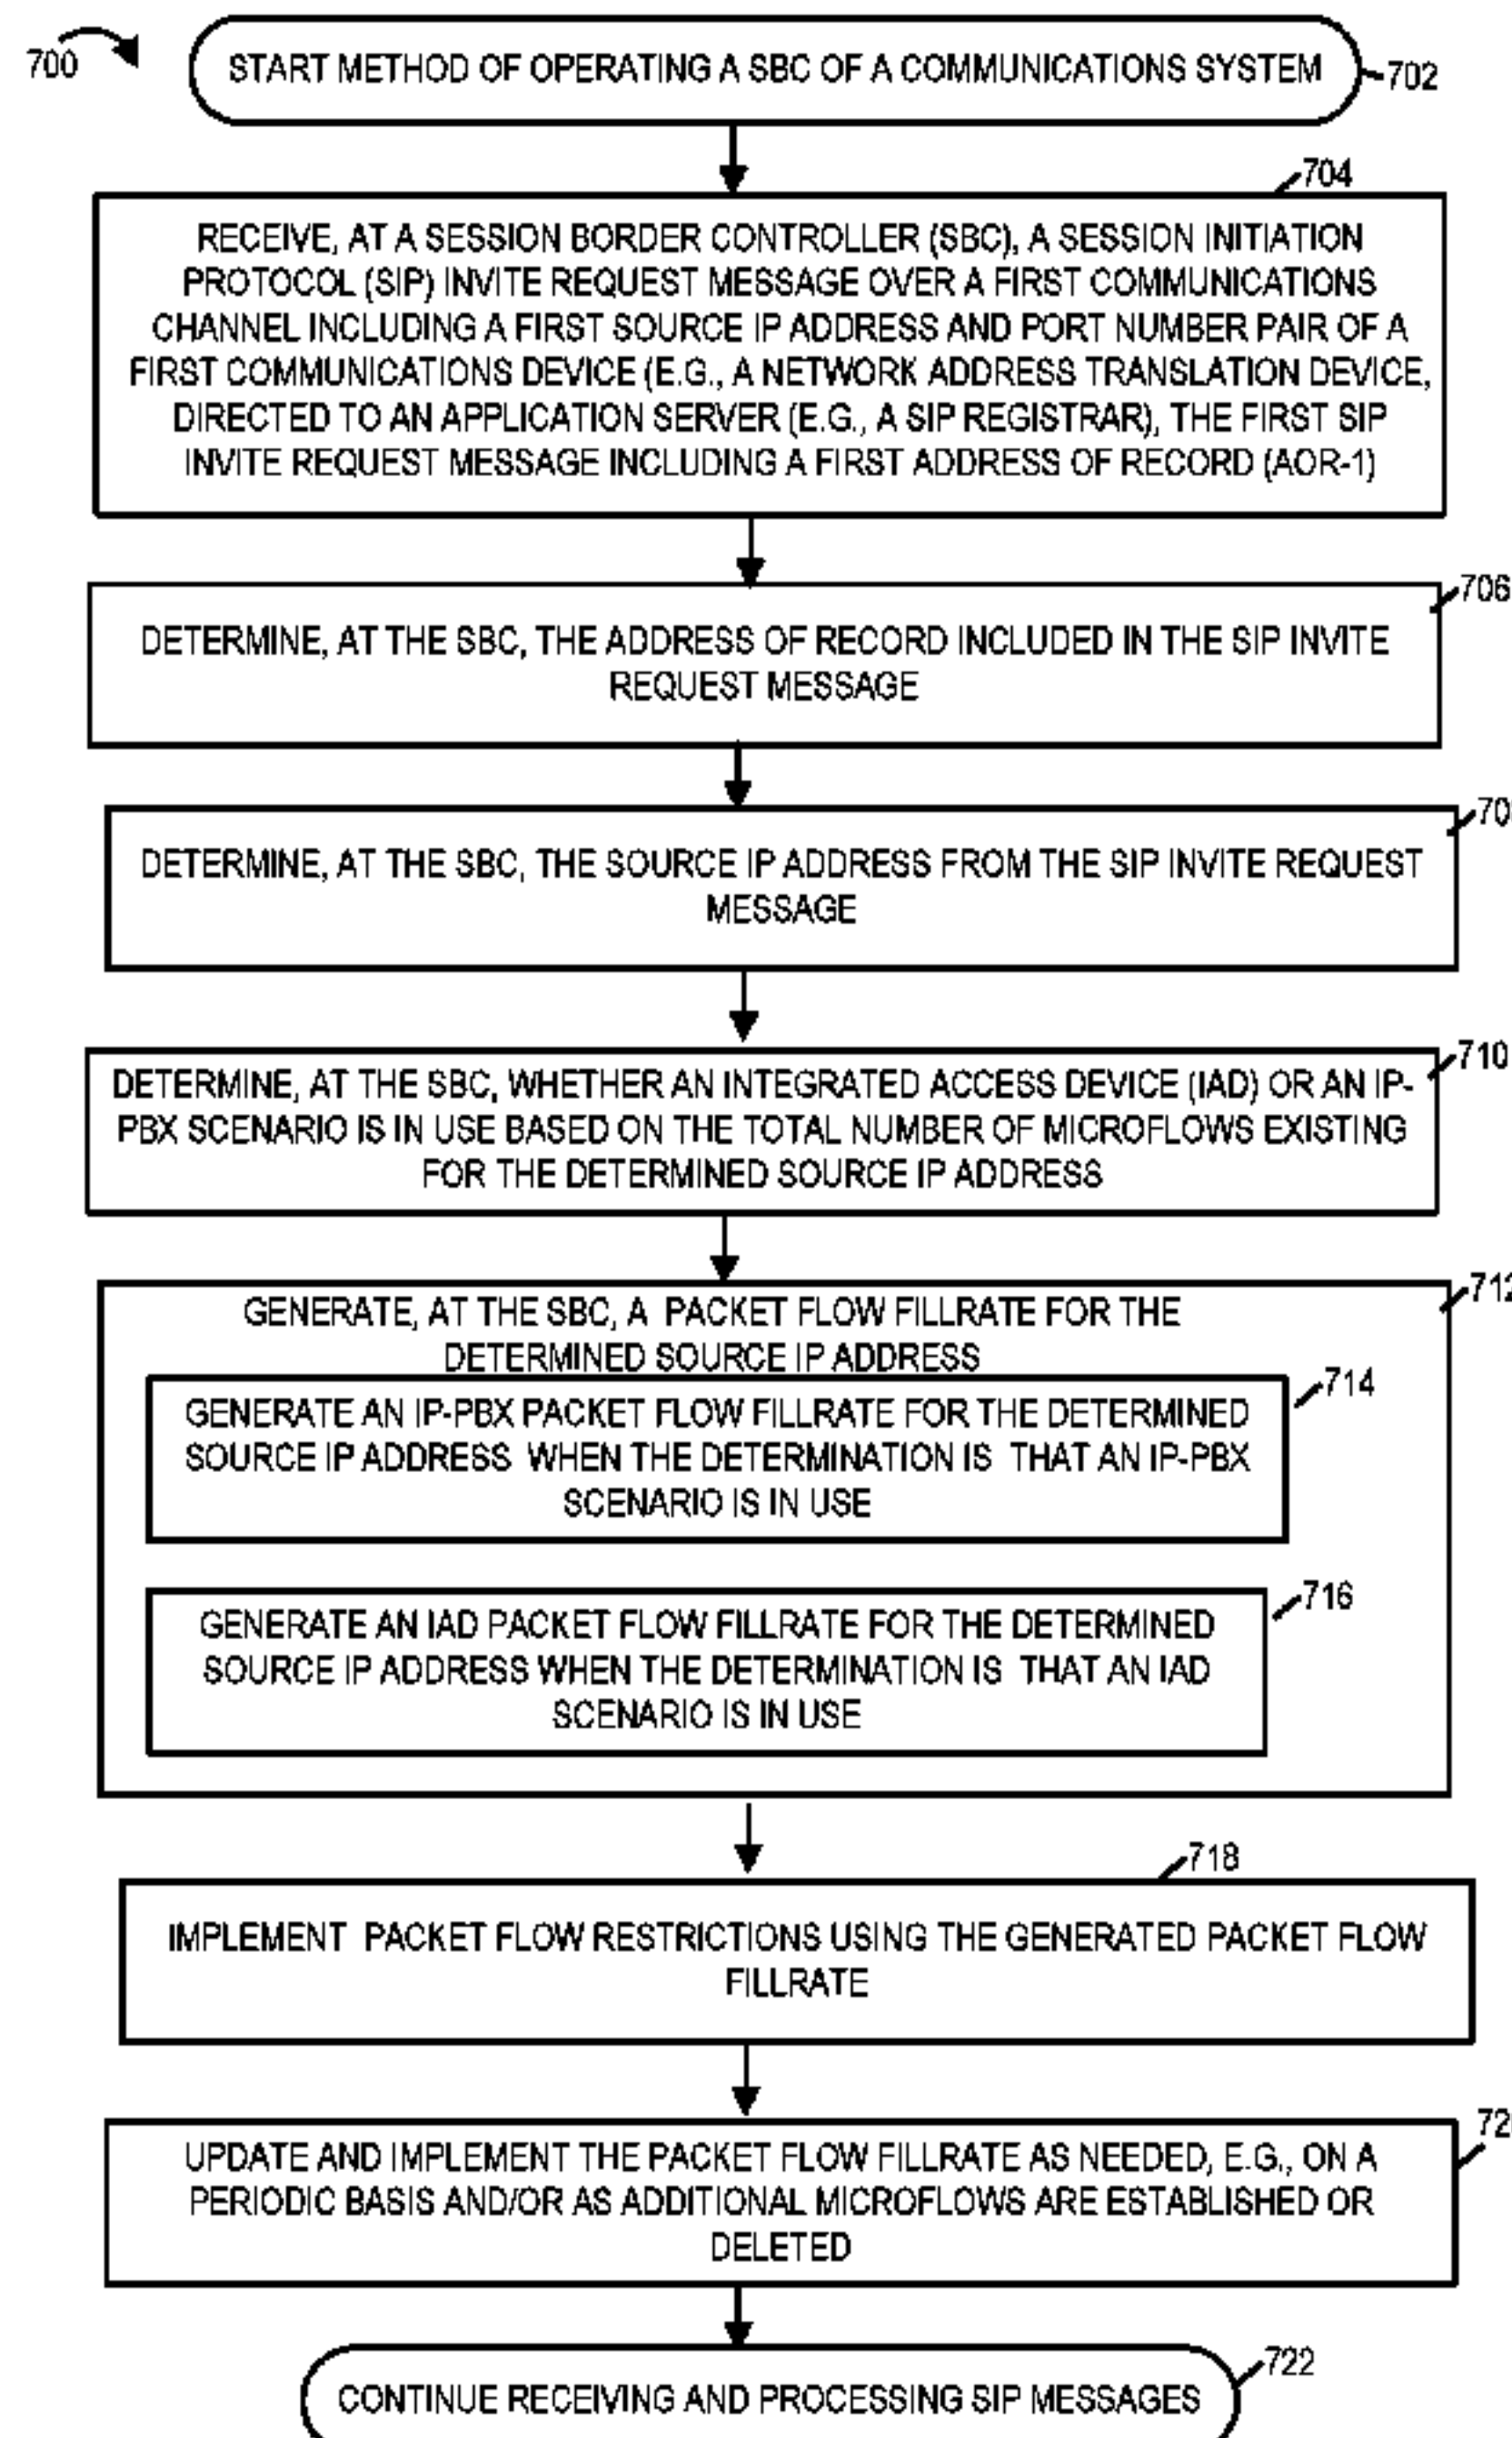 700
START METHOD OF OPERATING A SBC OF A COMMUNICATIONS SYSTEM
702
704
RECEIVE, AT A SESSION BORDER CONTROLLER (SBC), A SESSION INITIATION
PROTOCOL (SIP) INVITE REQUEST MESSAGE OVER A FIRST COMMUNICATIONS
CHANNEL INCLUDING A FIRST SOURCE IP ADDRESS AND PORT NUMBER PAIR OF A
FIRST COMMUNICATIONS DEVICE (E.G., A NETWORK ADDRESS TRANSLATION DEVICE,
DIRECTED TO AN APPLICATION SERVER (E.G., A SIP REGISTRAR), THE FIRST SIP
INVITE REQUEST MESSAGE INCLUDING A FIRST ADDRESS OF RECORD (AOR-1)
706
DETERMINE, AT THE SBC, THE ADDRESS OF RECORD INCLUDED IN THE SIP INVITE
REQUEST MESSAGE
70
DETERMINE, AT THE SBC, THE SOURCE IP ADDRESS FROM THE SIP INVITE REQUEST
MESSAGE
710
DETERMINE, AT THE SBC, WHETHER AN INTEGRATED ACCESS DEVICE (IAD) OR AN IP-
PBX SCENARIO IS IN USE BASED ON THE TOTAL NUMBER OF MICROFLOWS EXISTING
FOR THE DETERMINED SOURCE IP ADDRESS
712
GENERATE, AT THE SBC, A PACKET FLOW FILLRATE FOR THE
DETERMINED SOURCE IP ADDRESS
714
GENERATE AN IP-PBX PACKET FLOW FILLRATE FOR THE DETERMINED
SOURCE IP ADDRESS WHEN THE DETERMINATION IS THAT AN IP-PBX
SCENARIO IS IN USE
716
GENERATE AN IAD PACKET FLOW FILLRATE FOR THE DETERMINED
SOURCE IP ADDRESS WHEN THE DETERMINATION IS THAT AN IAD
SCENARIO IS IN USE
718
IMPLEMENT PACKET FLOW RESTRICTIONS USING THE GENERATED PACKET FLOW
FILLRATE
72
UPDATE AND IMPLEMENT THE PACKET FLOW FILLRATE AS NEEDED, E.G., ON A
PERIODIC BASIS AND/OR AS ADDITIONAL MICROFLOWS ARE ESTABLISHED OR
DELETED
722
CONTINUE RECEIVING AND PROCESSING SIP MESSAGES